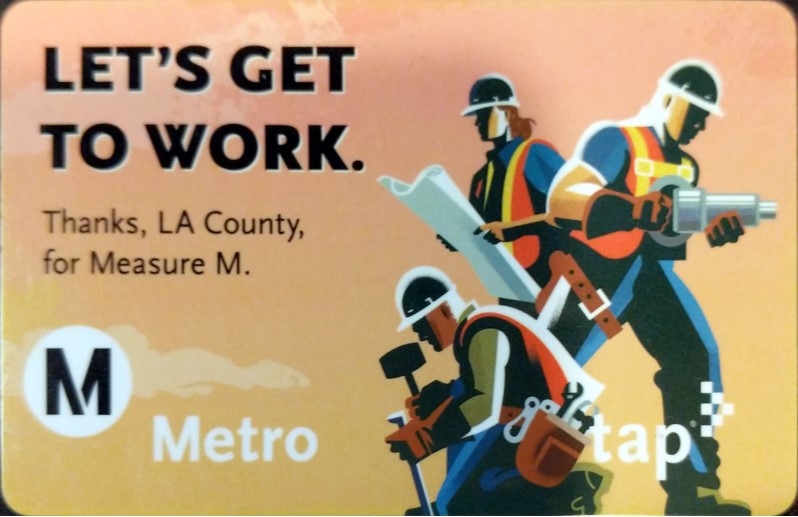 LET'S GET
TO WORK.
Thanks, LA County,
for Measure M.
M
Metro
tap